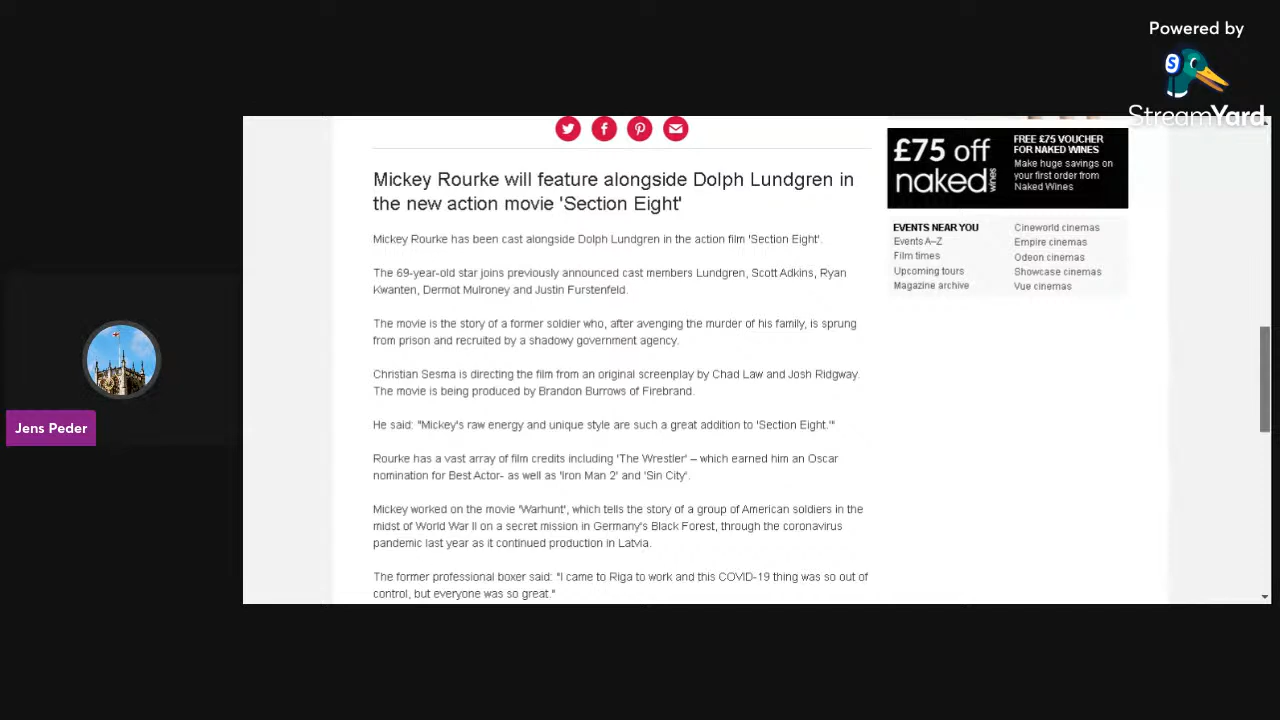 Powered by
StreamYard
Mickey Rourke will feature alongside Dolph Lundgren in
the new action movie 'Section Eight'
Mickey Rourke has been cast alongside Dolph Lundgren in the action film 'Section Eight'.
The 69-year-old star joins previously announced cast members Lundgren, Scott Adkins, Ryan
Kwanten, Dermot Mulroney and Justin Furstenfeld.
The movie is the story of a former soldier who, after avenging the murder of his family, is sprung
from prison and recruited by a shadowy government agency.
Christian Sesma is directing the film from an original screenplay by Chad Law and Josh Ridgway.
The movie is being produced by Brandon Burrows of Firebrand.
He said: "Mickey's raw energy and unique style are such a great addition to 'Section Eight.'"
Rourke has a vast array of film credits including 'The Wrestler' – which earned him an Oscar
nomination for Best Actor- as well as 'Iron Man 2' and 'Sin City'.
Mickey worked on the movie 'Warhunt', which tells the story of a group of American soldiers in the
midst of World War II on a secret mission in Germany's Black Forest, through the coronavirus
pandemic last year as it continued production in Latvia.
The former professional boxer said: "I came to Riga to work and this COVID-19 thing was so out of
control, but everyone was so great."
£75 off
naked wines
FREE £75 VOUCHER
FOR NAKED WINES
Make huge savings on
your first order from
Naked Wines
EVENTS NEAR YOU
Events A–Z
Film times
Upcoming tours
Magazine archive
Cineworld cinemas
Empire cinemas
Odeon cinemas
Showcase cinemas
Vue cinemas
Jens Peder